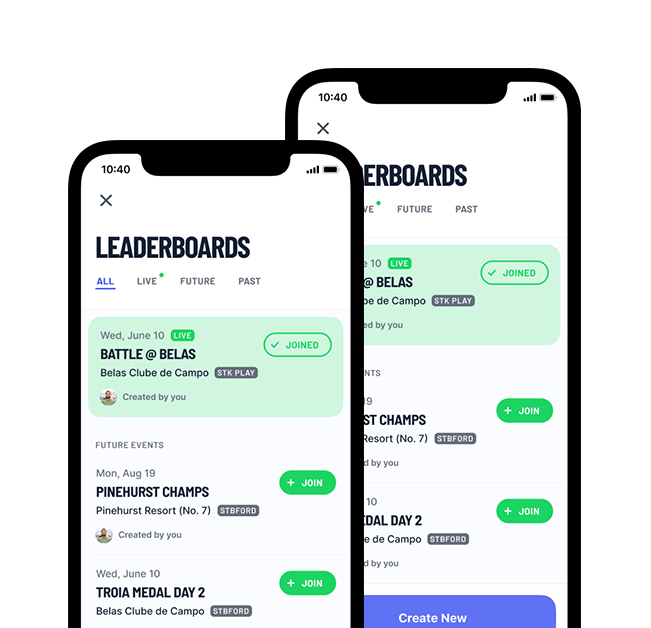 10:40
LEADERBOARDS
ALL LIVE FUTURE PAST
Wed, June 10 LIVE
BATTLE @ BELAS
JOINED
Belas Clube de Campo STK PLAY
Created by you
FUTURE EVENTS
Mon, Aug 19
PINEHURST CHAMPS
JOIN
Pinehurst Resort (No. 7) STBFORD
Created by you
Wed, June 10
TROIA MEDAL DAY 2
JOIN
Belas Clube de Campo STBFORD
10:40
ERBOARDS
VE FUTURE PAST
e 10 LIVE
@ BELAS
JOINED
be de Campo STK PLAY
ed by you
NTS
19
ST CHAMPS
JOIN
Resort (No. 7) STBFORD
d by you
10
EDAL DAY 2
JOIN
e de Campo STBFORD
d by you
Create New